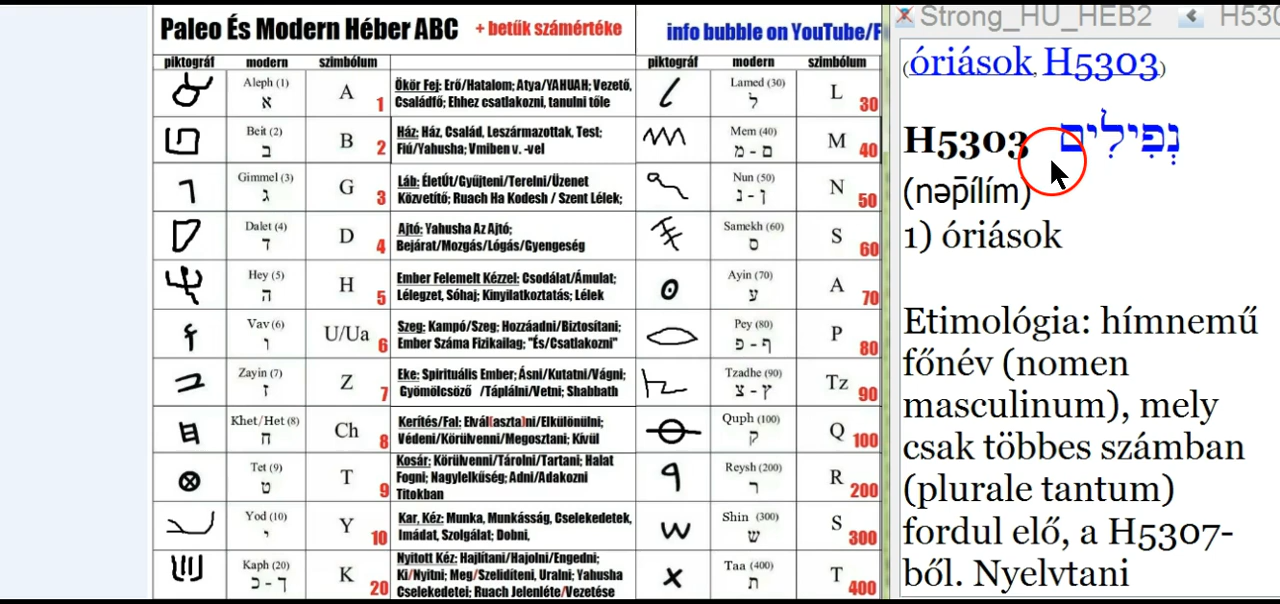 Paleo És Modern Héber ABC + betűk számértéke info bubble on YouTube/F
piktográf modern szimbólum piktográf modern szimbólum
Aleph (1)
א
A 1
Ökör Fej: Erő/Hatalom; Atya/YAHUAH; Vezető,
Családfő; Ehhez csatlakozni, tanulni tőle
Lamed (30)
ל
L 30
Beit (2)
ב
B 2
Ház: Ház, Család, Leszármazottak, Test;
Fiú/Yahusha; Vmiben v. -vel
Mem (40)
מ - ם
M 40
Gimmel (3)
ג
G 3
Láb: ÉletÚt/Gyűjteni/Terelni/Üzenet
Közvetítő; Ruach Ha Kodesh / Szent Lélek;
Nun (50)
נ - ן
N 50
Dalet (4)
ד
D 4
Ajtó: Yahusha Az Ajtó;
Bejárat/Mozgás/Lógás/Gyengeség
Samekh (60)
ס
S 60
Hey (5)
ה
H 5
Ember Felemelt Kézzel: Csodálat/Ámulat;
Lélegzet, Sóhaj; Kinyilatkoztatás; Lélek
Ayin (70)
ע
A 70
Vav (6)
ו
U/Ua 6
Szeg: Kampó/Szeg; Hozzáadni/Biztosítani;
Ember Száma Fizikailag; "És/Csatlakozni"
Pey (80)
פ - ף
P 80
Zayin (7)
ז
Z 7
Eke: Spirituális Ember; Ásni/Kutatni/Vágni;
Gyömölcsöző /Táplálni/Vetni; Shabbath
Tzadhe (90)
צ - ץ
Tz 90
Khet/Het (8)
ח
Ch 8
Kerítés/Fal: Elvál(aszta)ni/Elkülönülni;
Védeni/Körülvenni/Megosztani; Kívül
Quph (100)
ק
Q 100
Tet (9)
ט
T 9
Kosár: Körülvenni/Tárolni/Tartani; Halat
Fogni; Nagylelkűség; Adni/Adakozni
Titokban
Reysh (200)
ר
R 200
Yod (10)
י
Y 10
Kar, Kéz: Munka, Munkásság, Cselekedetek,
Imádat, Szolgálat; Dobni,
Shin (300)
ש
S 300
Kaph (20)
כ - ך
K 20
Nyitott Kéz: Hajlítani/Hajolni/Engedni;
Ki/Nyitni; Meg/Szelidíteni, Uralni; Yahusha
Cselekedetei; Ruach Jelenléte/Vezetése
Taa (400)
ת
T 400
Strong_HU_HEB2
(óriások, H5303)
H5303 נְפִילִים
(nəp̄ílím)
1) óriások
Etimológia: hímnemű
főnév (nomen
masculinum), mely
csak többes számban
(plurale tantum)
fordul elő, a H5307-
ből. Nyelvtani